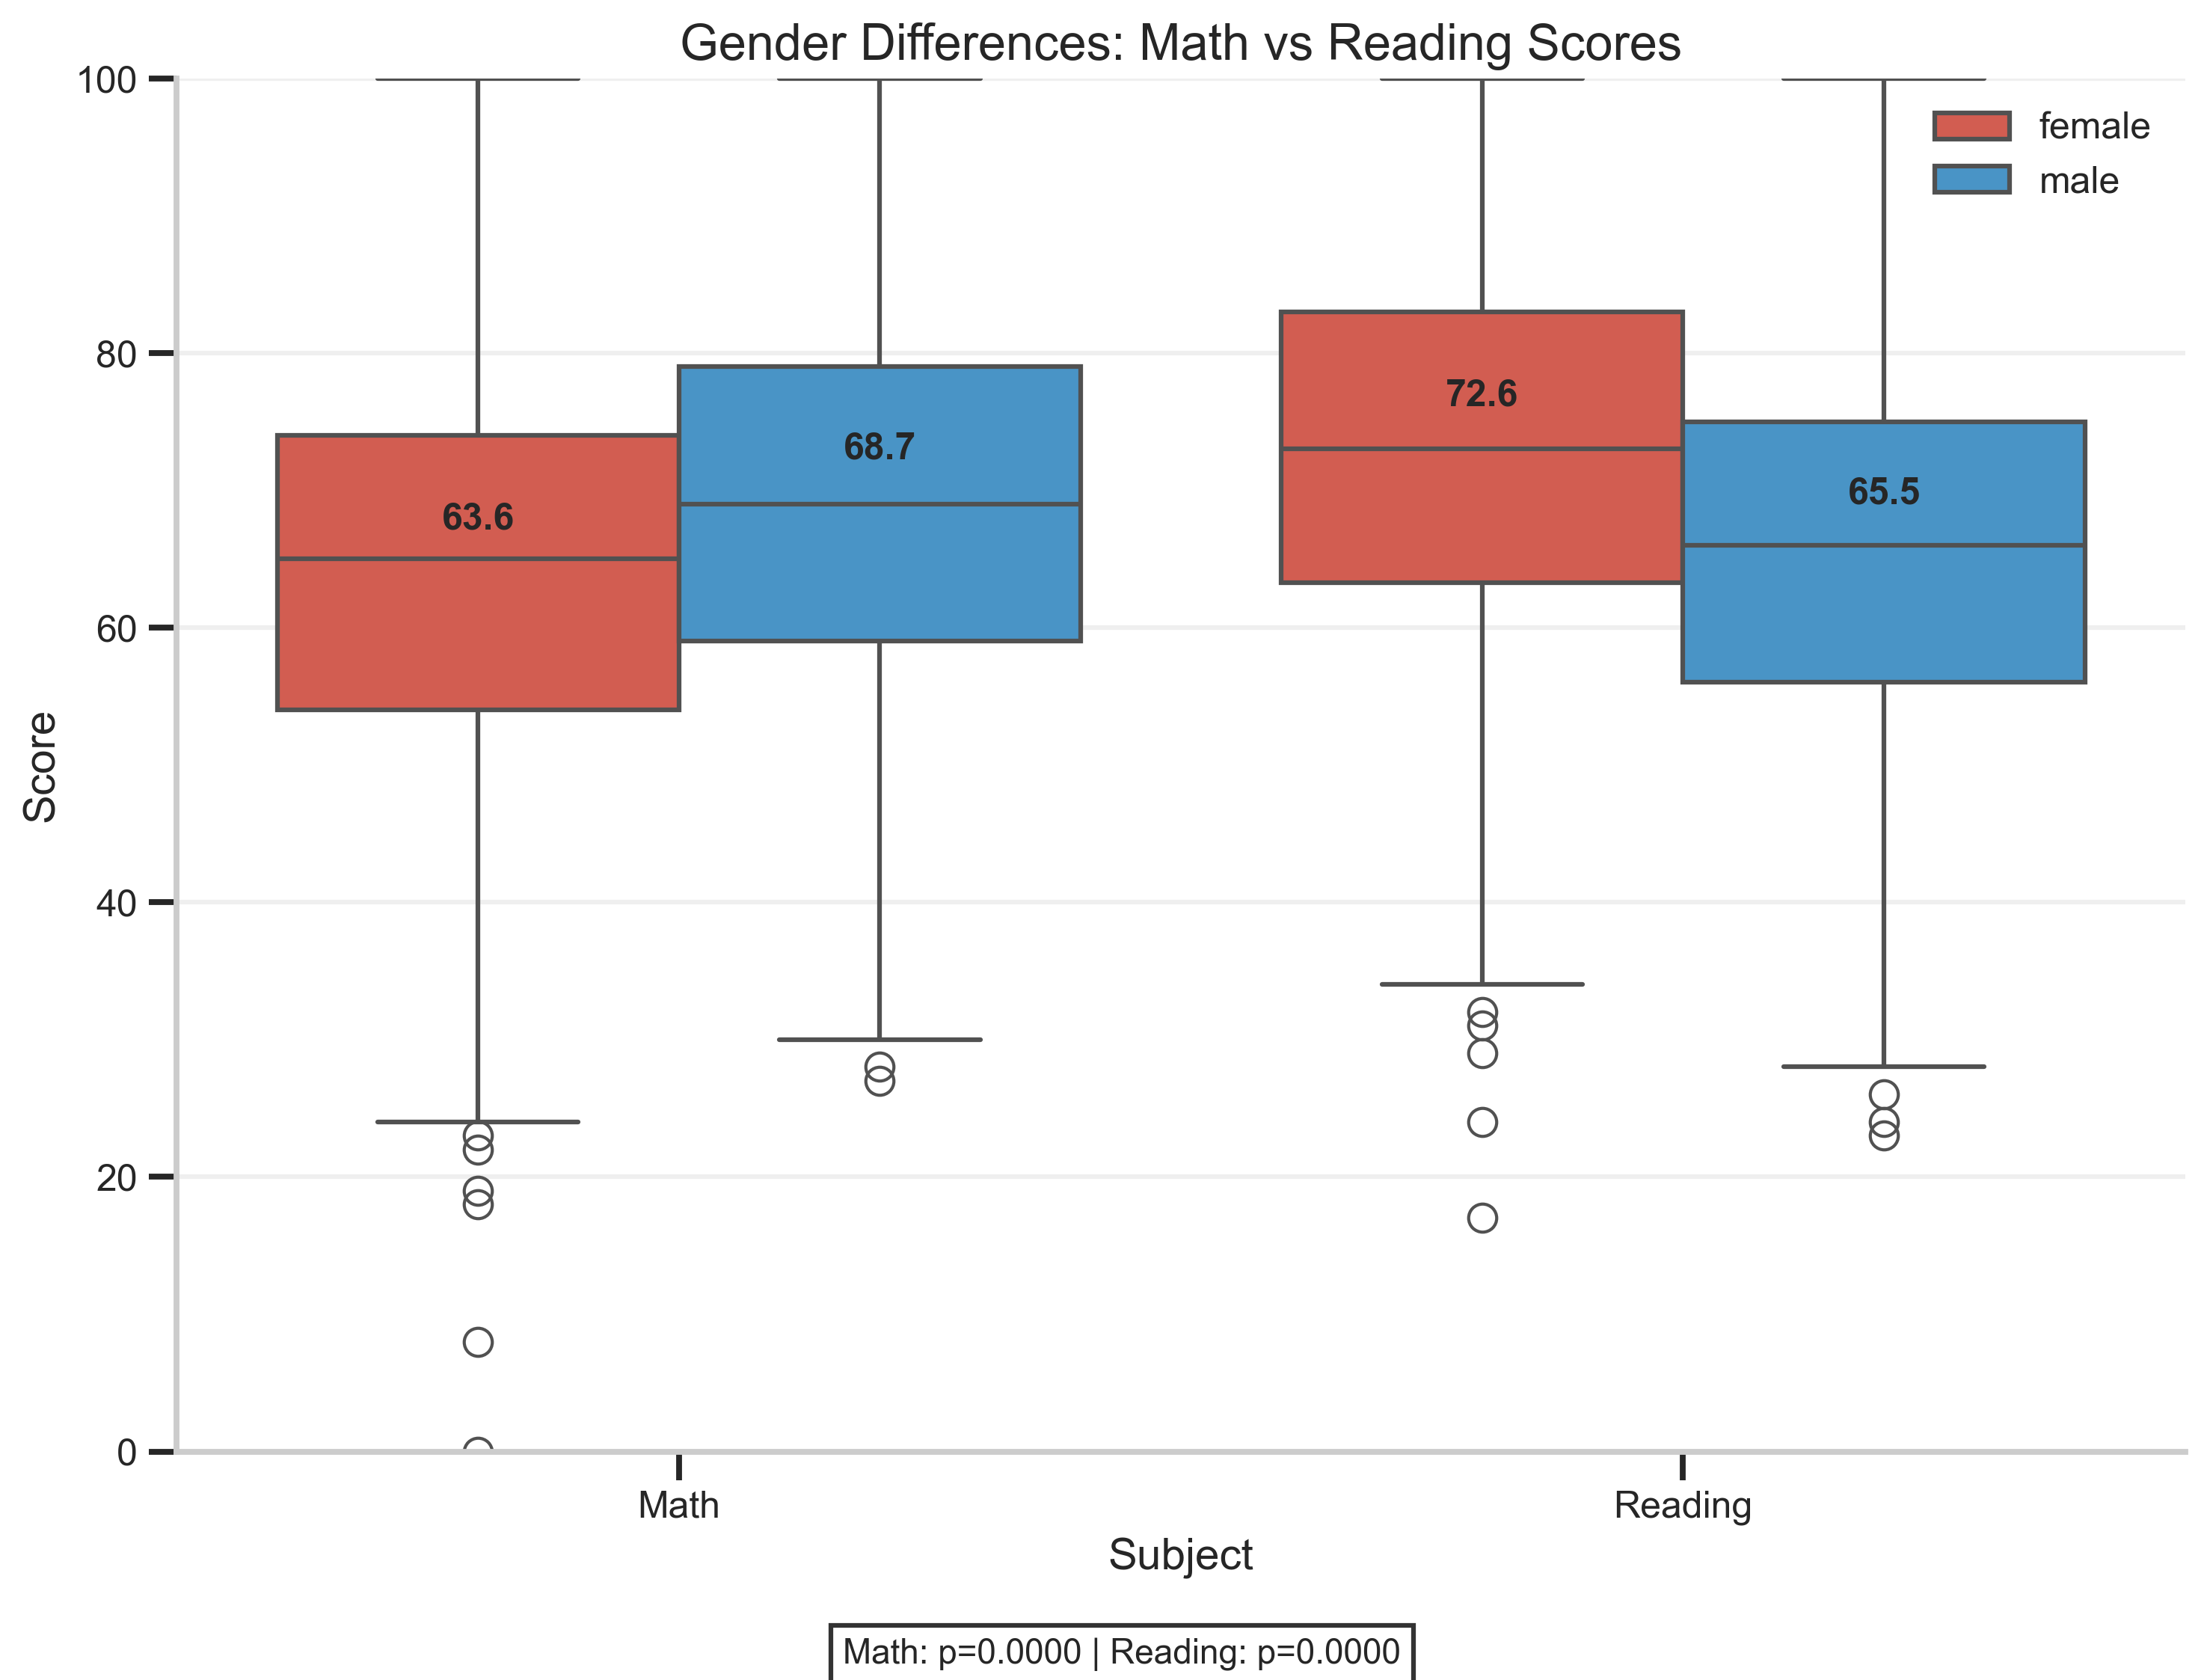 Gender Differences: Math vs Reading Scores
100
80
60
40
20
0
Score
female
male
63.6
68.7
72.6
65.5
Math
Reading
Subject
Math: p=0.0000 | Reading: p=0.0000